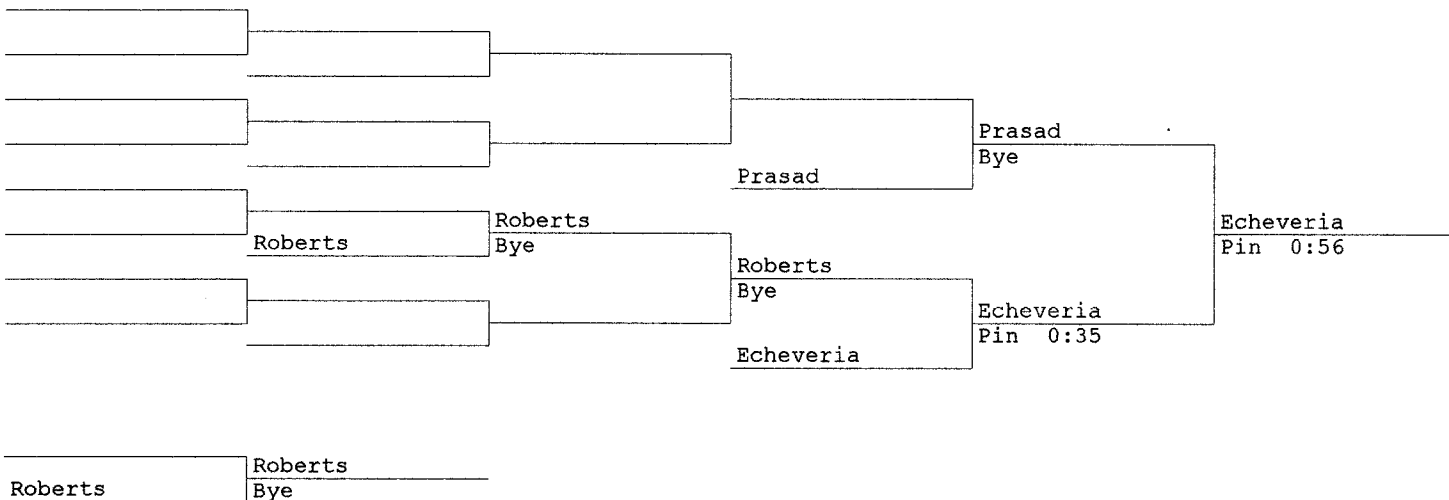 Prasad
Bye
Prasad
Roberts
Bye
Roberts
Echeveria
Pin 0:56
Roberts
Bye
Echeveria
Pin 0:35
Echeveria
Roberts
Bye
Roberts